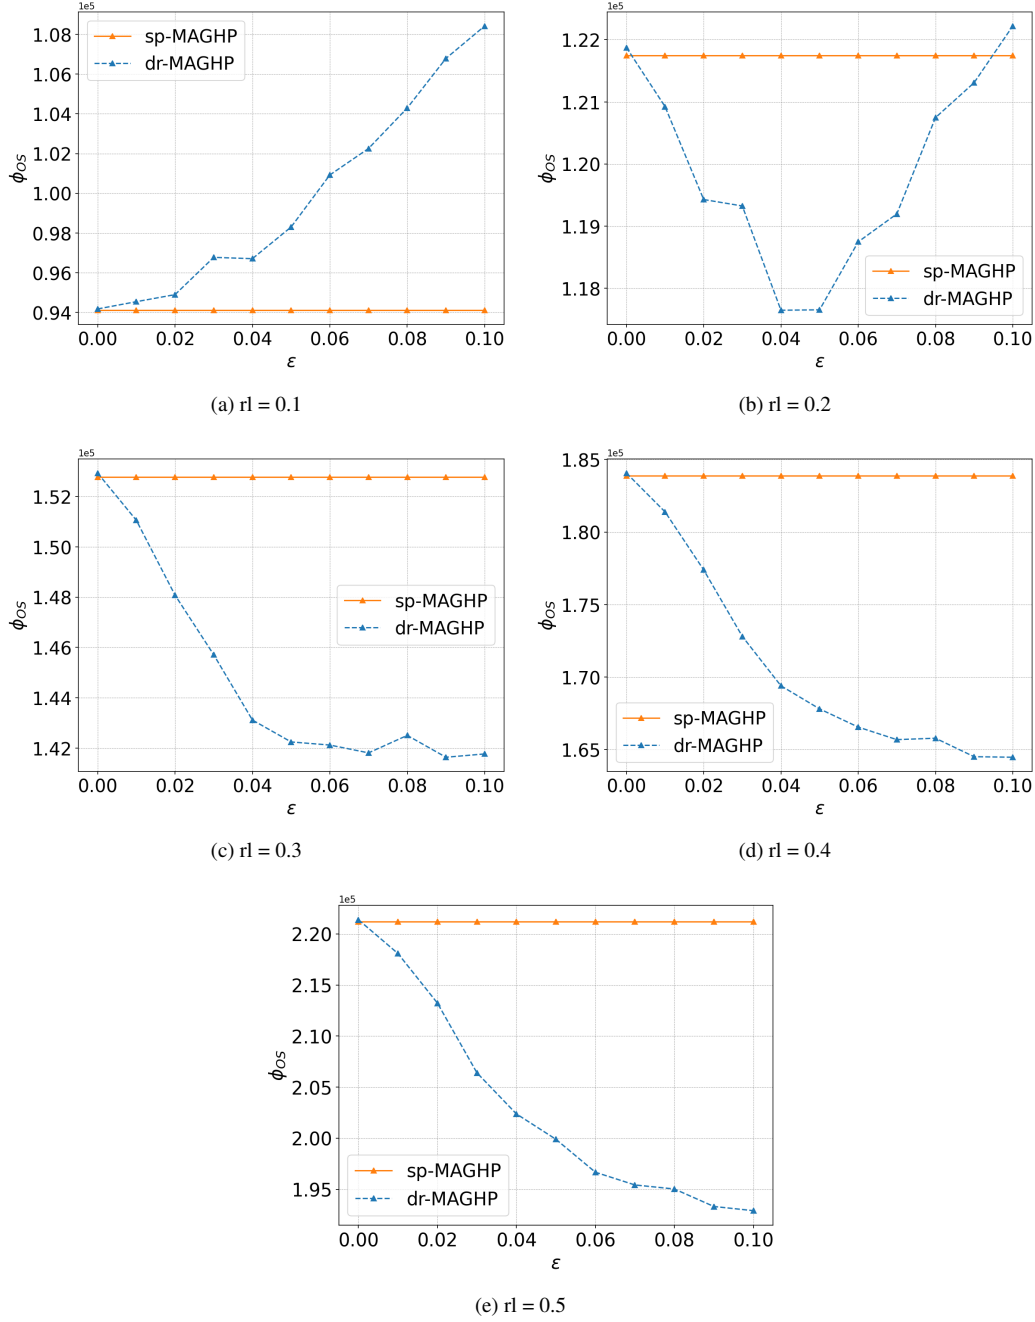 1e5
1.08
1.06
1.04
1.02
1.00
0.98
0.96
0.94
ϕOS
sp-MAGHP
dr-MAGHP
0.00 0.02 0.04 0.06 0.08 0.10
ε
(a) rl = 0.1
1e5
1.22
1.21
1.20
1.19
1.18
ϕOS
sp-MAGHP
dr-MAGHP
0.00 0.02 0.04 0.06 0.08 0.10
ε
(b) rl = 0.2
1e5
1.52
1.50
1.48
1.46
1.44
1.42
ϕOS
sp-MAGHP
dr-MAGHP
0.00 0.02 0.04 0.06 0.08 0.10
ε
(c) rl = 0.3
1e5
1.85
1.80
1.75
1.70
1.65
ϕOS
sp-MAGHP
dr-MAGHP
0.00 0.02 0.04 0.06 0.08 0.10
ε
(d) rl = 0.4
1e5
2.20
2.15
2.10
2.05
2.00
1.95
ϕOS
sp-MAGHP
dr-MAGHP
0.00 0.02 0.04 0.06 0.08 0.10
ε
(e) rl = 0.5